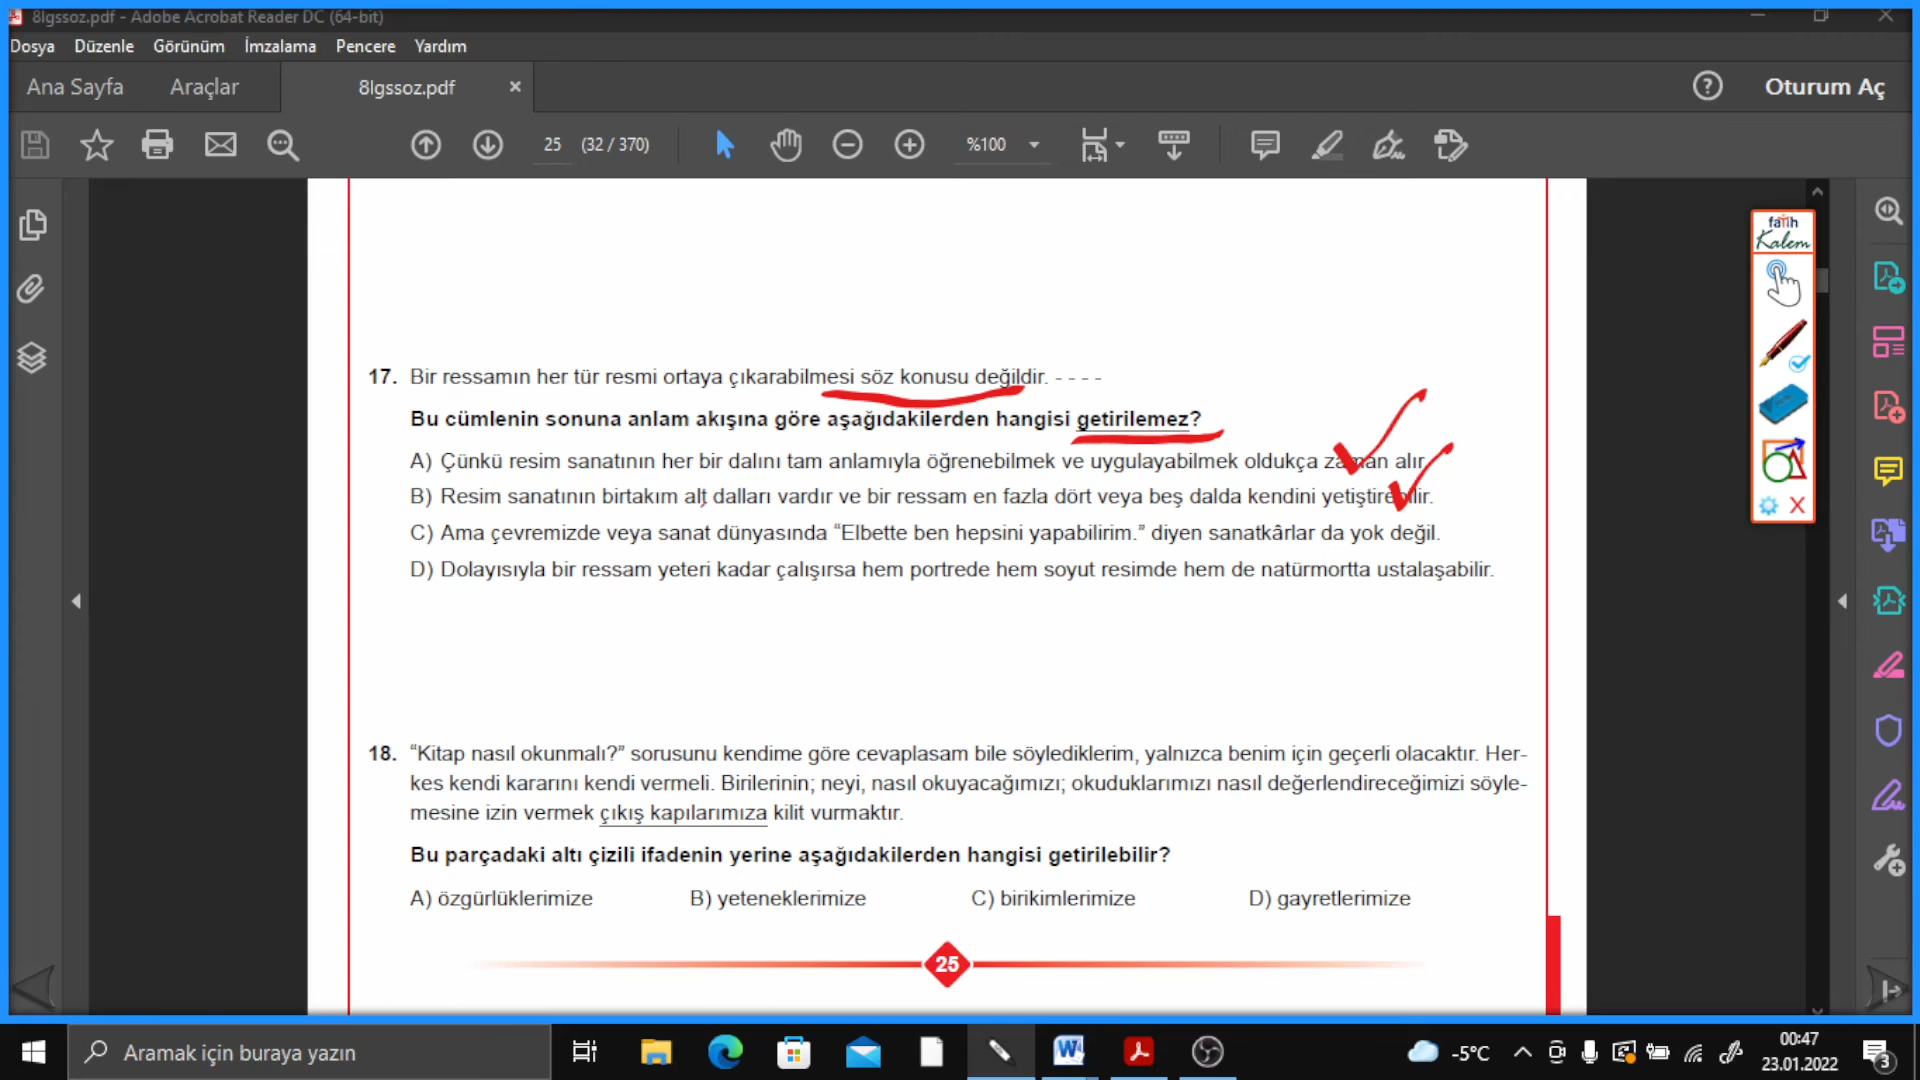 8lgssoz.pdf - Adobe Acrobat Reader DC (64-bit)
Dosya Düzenle Görünüm İmzalama Pencere Yardım
Ana Sayfa Araçlar 8lgssoz.pdf × ? Oturum Aç
25 (32 / 370) %100
fatih
Kalem
17. Bir ressamın her tür resmi ortaya çıkarabilmesi söz konusu değildir. - - - -
Bu cümlenin sonuna anlam akışına göre aşağıdakilerden hangisi getirilemez?
A) Çünkü resim sanatının her bir dalını tam anlamıyla öğrenebilmek ve uygulayabilmek oldukça zaman alır.
B) Resim sanatının birtakım alt dalları vardır ve bir ressam en fazla dört veya beş dalda kendini yetiştirebilir.
C) Ama çevremizde veya sanat dünyasında “Elbette ben hepsini yapabilirim.” diyen sanatkârlar da yok değil.
D) Dolayısıyla bir ressam yeteri kadar çalışırsa hem portrede hem soyut resimde hem de natürmortta ustalaşabilir.
18. “Kitap nasıl okunmalı?” sorusunu kendime göre cevaplasam bile söylediklerim, yalnızca benim için geçerli olacaktır. Her-
kes kendi kararını kendi vermeli. Birilerinin; neyi, nasıl okuyacağımızı; okuduklarımızı nasıl değerlendireceğimizi söyle-
mesine izin vermek çıkış kapılarımıza kilit vurmaktır.
Bu parçadaki altı çizili ifadenin yerine aşağıdakilerden hangisi getirilebilir?
A) özgürlüklerimize B) yeteneklerimize C) birikimlerimize D) gayretlerimize
25
Aramak için buraya yazın
-5°C
00:47
23.01.2022
3